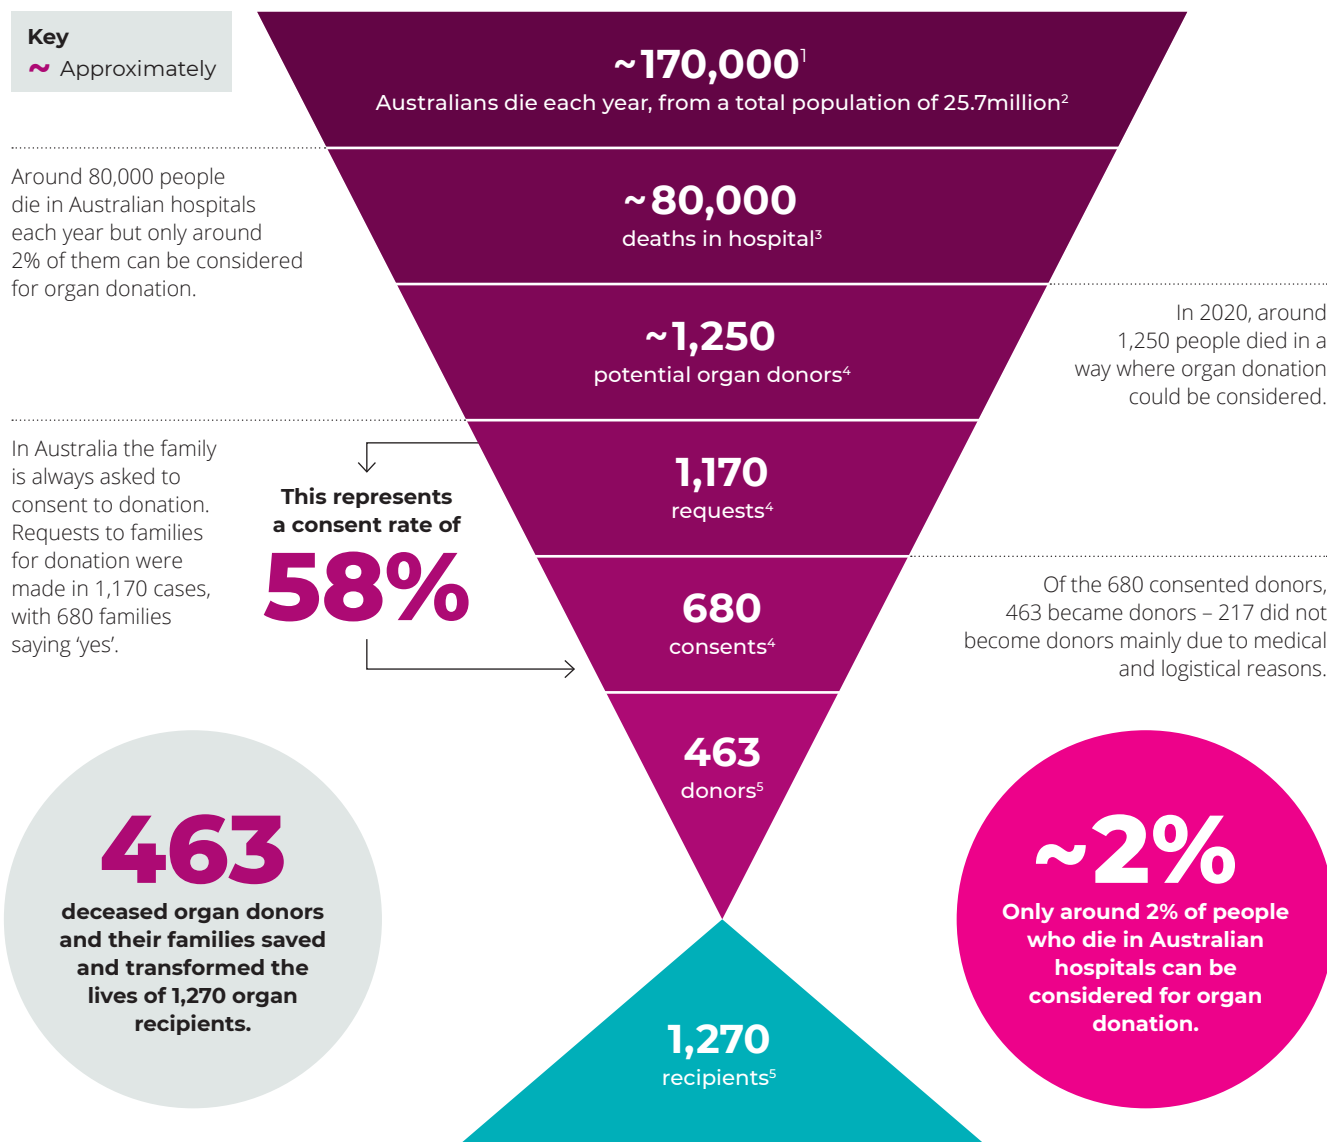 Key
~ Approximately
~170,000¹
Australians die each year, from a total population of 25.7million²
Around 80,000 people
die in Australian hospitals
each year but only around
2% of them can be considered
for organ donation.
~80,000
deaths in hospital³
~1,250
potential organ donors⁴
In 2020, around
1,250 people died in a
way where organ donation
could be considered.
In Australia the family
is always asked to
consent to donation.
Requests to families
for donation were
made in 1,170 cases,
with 680 families
saying ‘yes’.
This represents
a consent rate of
58%
1,170
requests⁴
680
consents⁴
Of the 680 consented donors,
463 became donors – 217 did not
become donors mainly due to medical
and logistical reasons.
463
donors⁵
463
deceased organ donors
and their families saved
and transformed the
lives of 1,270 organ
recipients.
~2%
Only around 2% of people
who die in Australian
hospitals can be
considered for organ
donation.
1,270
recipients⁵